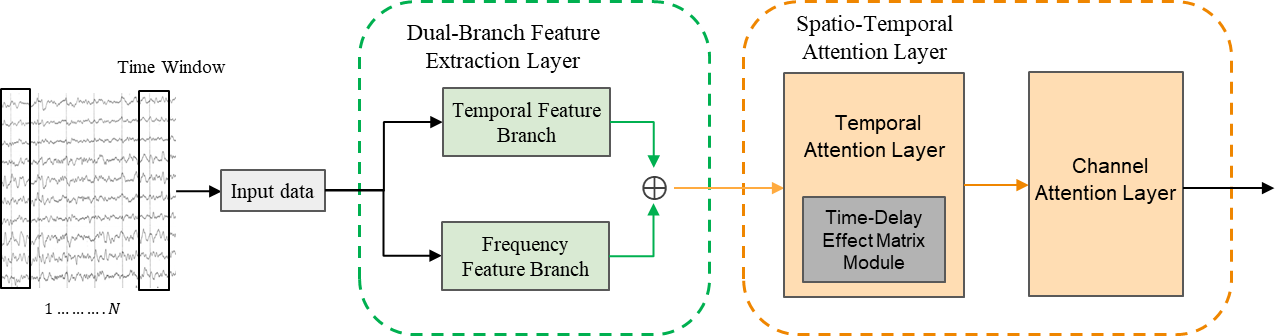 Time Window
1 ………. N
Input data
Dual-Branch Feature
Extraction Layer
Temporal Feature
Branch
Frequency
Feature Branch
Spatio-Temporal
Attention Layer
Temporal
Attention Layer
Time-Delay
Effect Matrix
Module
Channel
Attention Layer